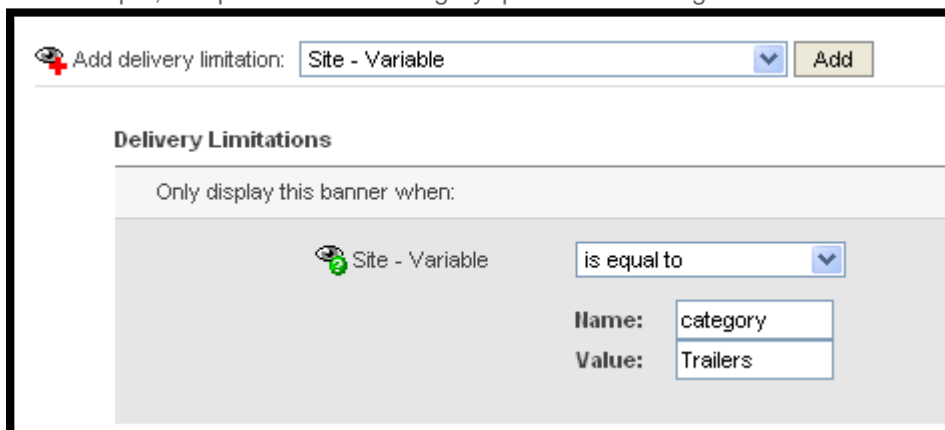 Add delivery limitation: Site - Variable Add
Delivery Limitations
Only display this banner when:
Site - Variable is equal to
Name: category
Value: Trailers